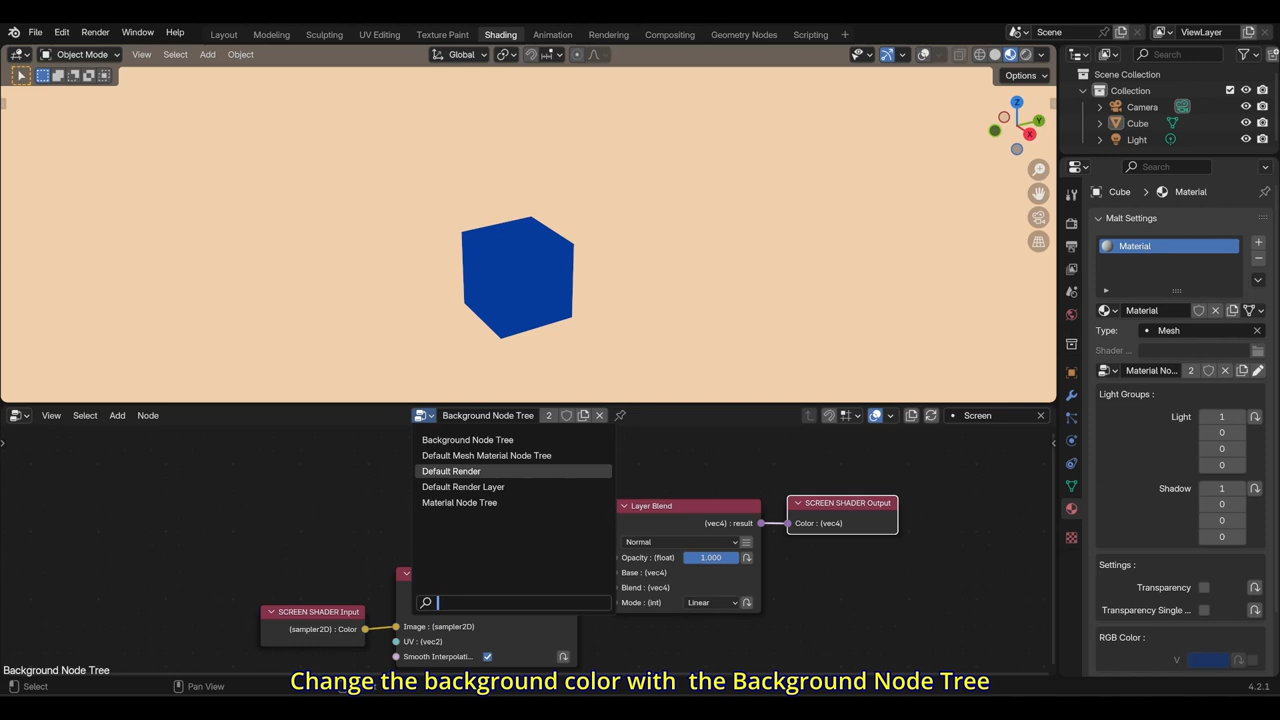 File Edit Render Window Help Layout Modeling Sculpting UV Editing Texture Paint Shading Animation Rendering Compositing Geometry Nodes Scripting + Scene ViewLayer
Object Mode View Select Add Object Global Search
Options
Scene Collection
Collection
Camera
Cube
Light
Z
Y
X
Search
Cube > Material
Malt Settings
Material
Material
Type: Mesh
Shader ...
Material No... 2
Light Groups :
Light 1
0
0
0
Shadow 1
0
0
0
Settings :
Transparency
Transparency Single ...
RGB Color :
V
View Select Add Node Background Node Tree 2 Screen
Background Node Tree
Default Mesh Material Node Tree
Default Render
Default Render Layer
Material Node Tree
Layer Blend
(vec4) : result
Normal
Opacity : (float) 1.000
Base : (vec4)
Blend : (vec4)
Mode : (int) Linear
SCREEN SHADER Output
Color : (vec4)
SCREEN SHADER Input
(sampler2D) : Color
Image : (sampler2D)
UV : (vec2)
Smooth Interpolati...
Background Node Tree
Change the background color with the Background Node Tree
Select Pan View 4.2.1